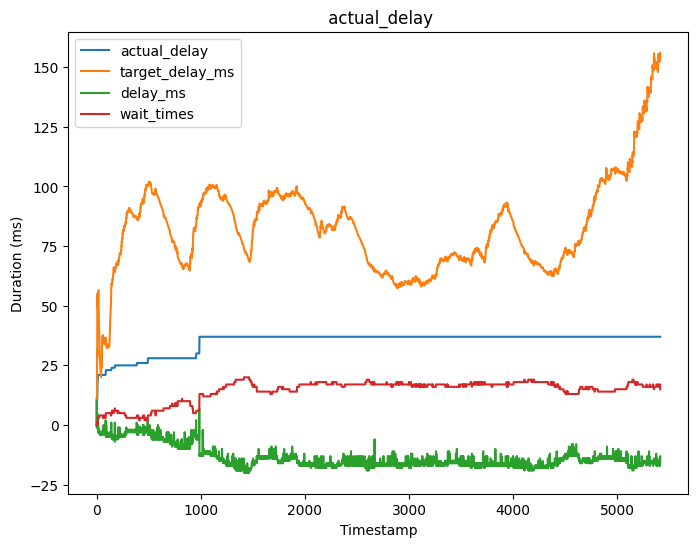 actual_delay
actual_delay
target_delay_ms
delay_ms
wait_times
150
125
100
75
50
25
0
−25
Duration (ms)
0
1000
2000
3000
4000
5000
Timestamp